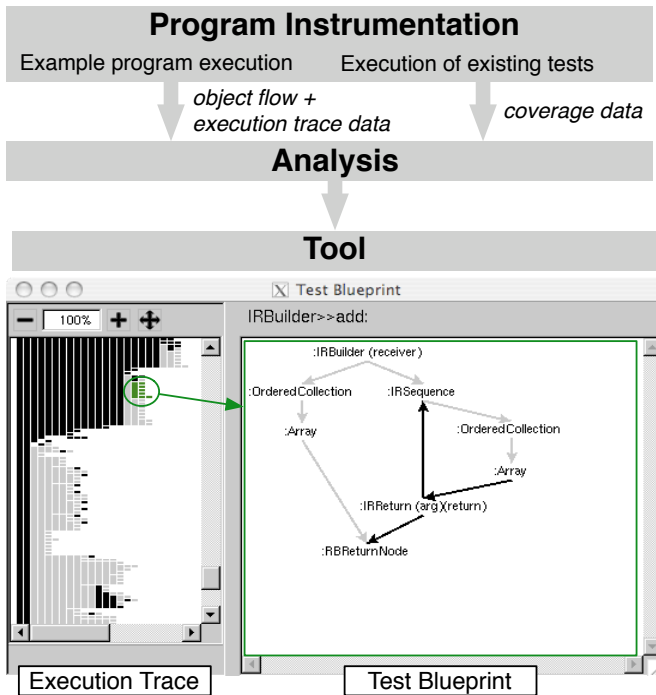 Program Instrumentation
Example program execution
Execution of existing tests
object flow +
execution trace data
coverage data
Analysis
Tool
X Test Blueprint
100%
IRBuilder>>add:
:IRBuilder (receiver)
:OrderedCollection
:IRSequence
:Array
:OrderedCollection
:Array
:IRReturn (arg)(return)
:RBReturnNode
Execution Trace
Test Blueprint